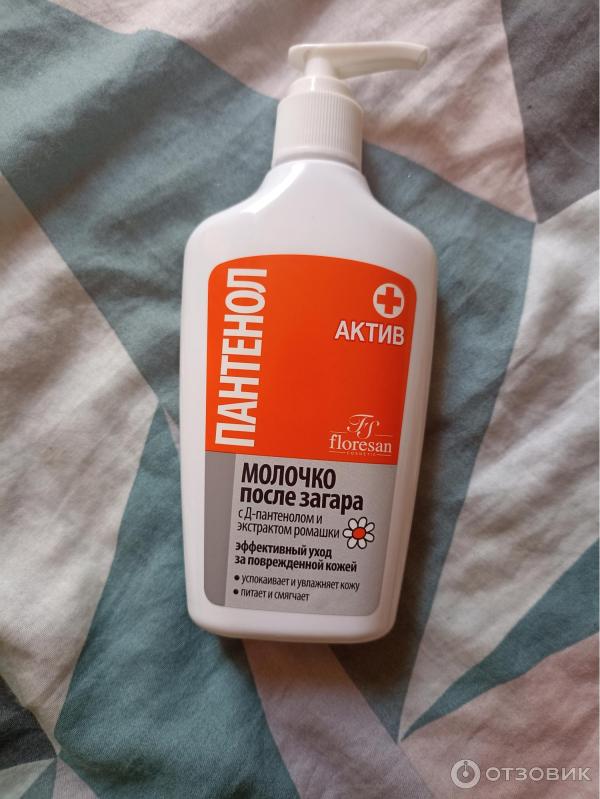 ПАНТЕНОЛ
АКТИВ
FS
floresan
COSMETIC
МОЛОЧКО
после загара
с Д-пантенолом и
экстрактом ромашки
эффективный уход
за поврежденной кожей
• успокаивает и увлажняет кожу
• питает и смягчает
ОТЗОВИК